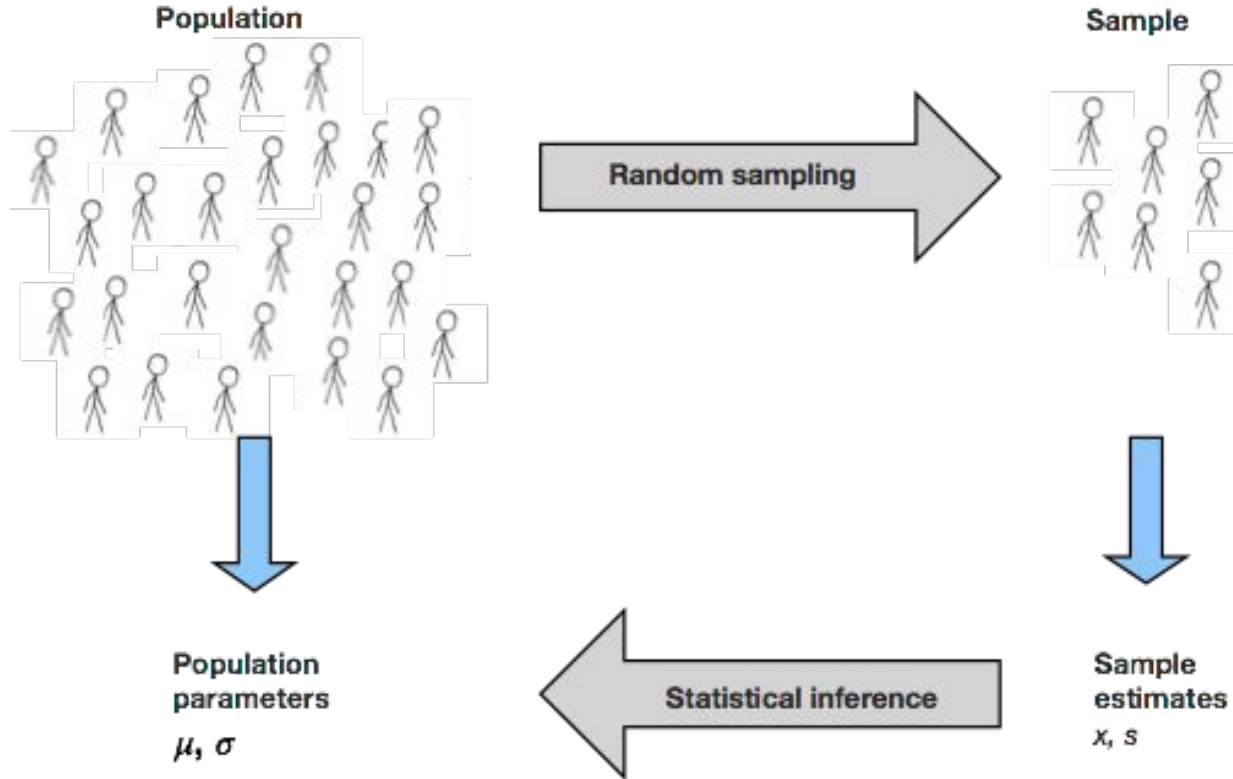 Population
Sample
Random sampling
Population
parameters
μ, σ
Statistical inference
Sample
estimates
x, s